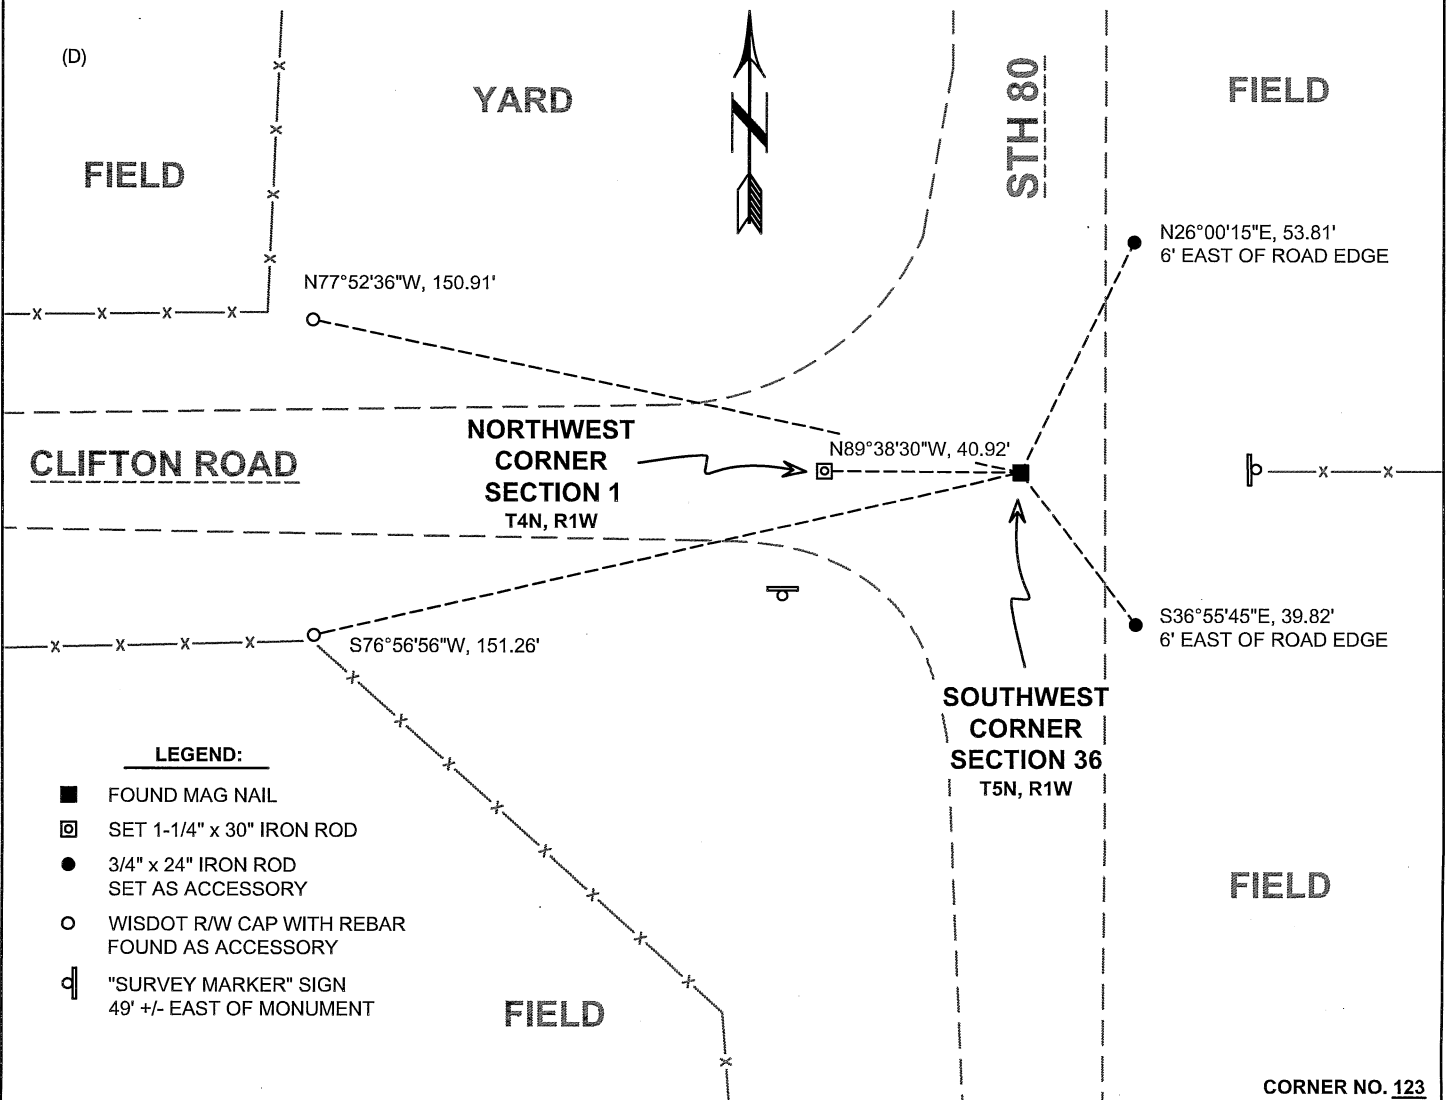 (D)
YARD
STH 80
FIELD
FIELD
N
N26°00'15"E, 53.81'
6' EAST OF ROAD EDGE
N77°52'36"W, 150.91'
NORTHWEST
CORNER
SECTION 1
T4N, R1W
N89°38'30"W, 40.92'
CLIFTON ROAD
S36°55'45"E, 39.82'
6' EAST OF ROAD EDGE
S76°56'56"W, 151.26'
SOUTHWEST
CORNER
SECTION 36
T5N, R1W
LEGEND:
FOUND MAG NAIL
SET 1-1/4" x 30" IRON ROD
3/4" x 24" IRON ROD
SET AS ACCESSORY
WISDOT R/W CAP WITH REBAR
FOUND AS ACCESSORY
"SURVEY MARKER" SIGN
49' +/- EAST OF MONUMENT
FIELD
FIELD
CORNER NO. 123